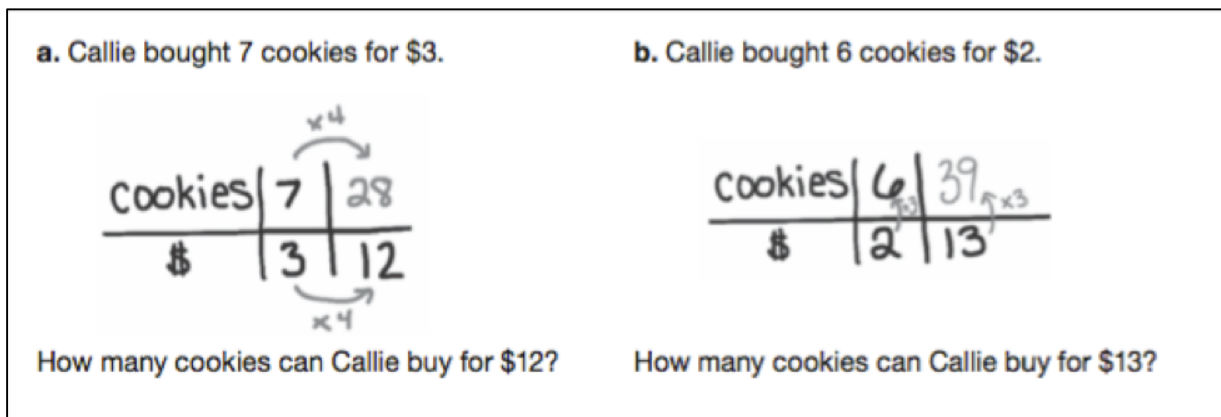 a. Callie bought 7 cookies for $3.
x4
cookies 7 28
$ 3 12
x4
How many cookies can Callie buy for $12?
b. Callie bought 6 cookies for $2.
cookies 6 39
x3 x3
$ 2 13
How many cookies can Callie buy for $13?